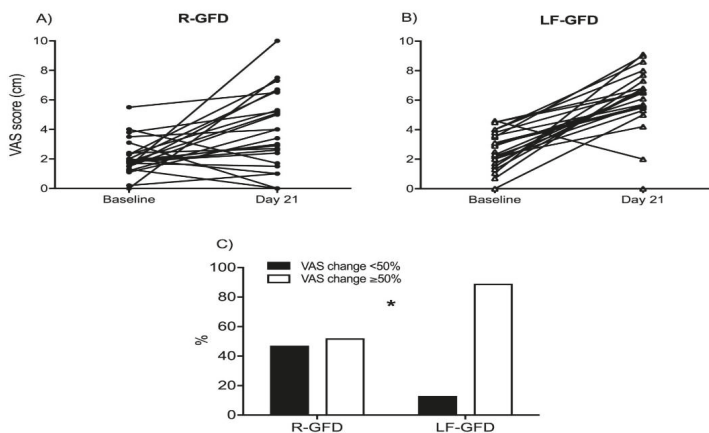 A)
R-GFD
VAS score (cm)
10
8
6
4
2
0
Baseline
Day 21
B)
LF-GFD
10
8
6
4
2
0
Baseline
Day 21
C)
VAS change <50%
VAS change ≥50%
%
100
80
60
40
20
0
*
R-GFD
LF-GFD